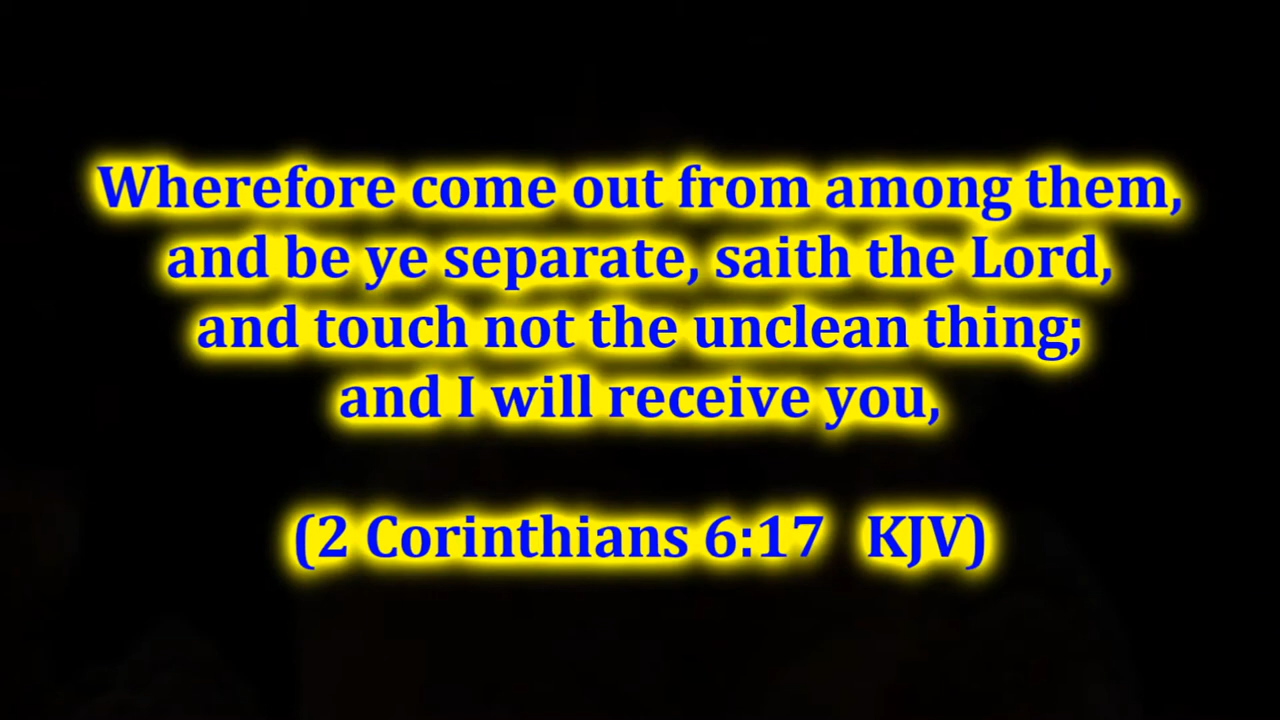 Wherefore come out from among them,
and be ye separate, saith the Lord,
and touch not the unclean thing;
and I will receive you,
(2 Corinthians 6:17   KJV)